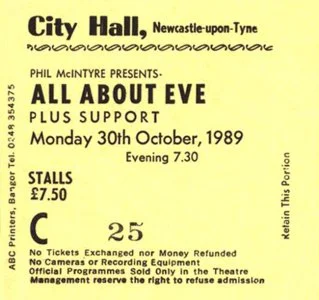 City Hall, Newcastle-upon-Tyne
PHIL McINTYRE PRESENTS-
ALL ABOUT EVE
PLUS SUPPORT
Monday 30th October, 1989
Evening 7.30
STALLS
£7.50
C 25
No Tickets Exchanged nor Money Refunded
No Cameras or Recording Equipment
Official Programmes Sold Only in the Theatre
Management reserve the right to refuse admission
ABC Printers, Bangor Tel. 0248 354375
Retain This Portion